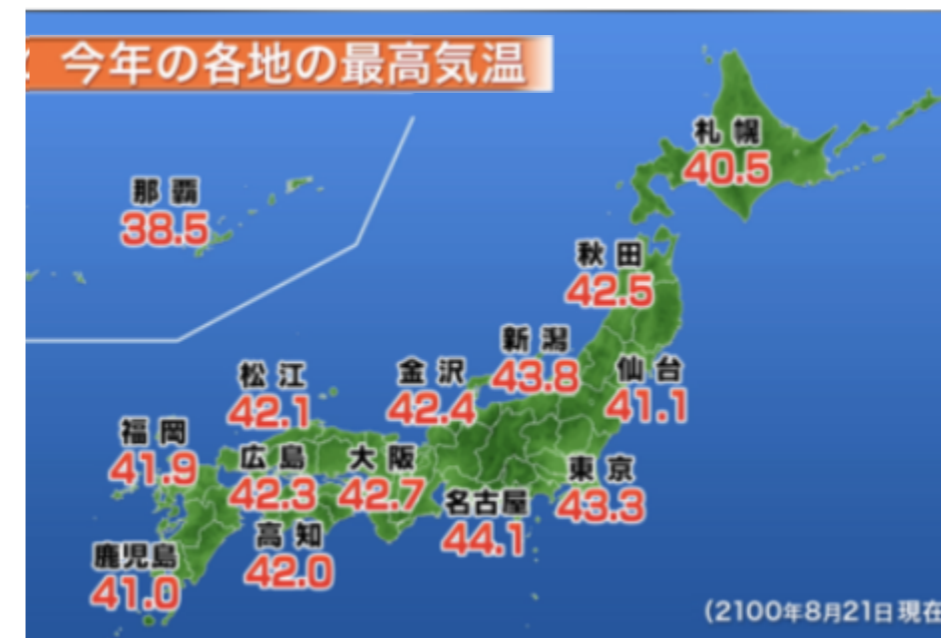 今年の各地の最高気温
札幌
40.5
那覇
38.5
秋田
42.5
新潟
43.8
仙台
41.1
金沢
42.4
松江
42.1
福岡
41.9
広島
42.3
大阪
42.7
東京
43.3
名古屋
44.1
高知
42.0
鹿児島
41.0
(2100年8月21日現在